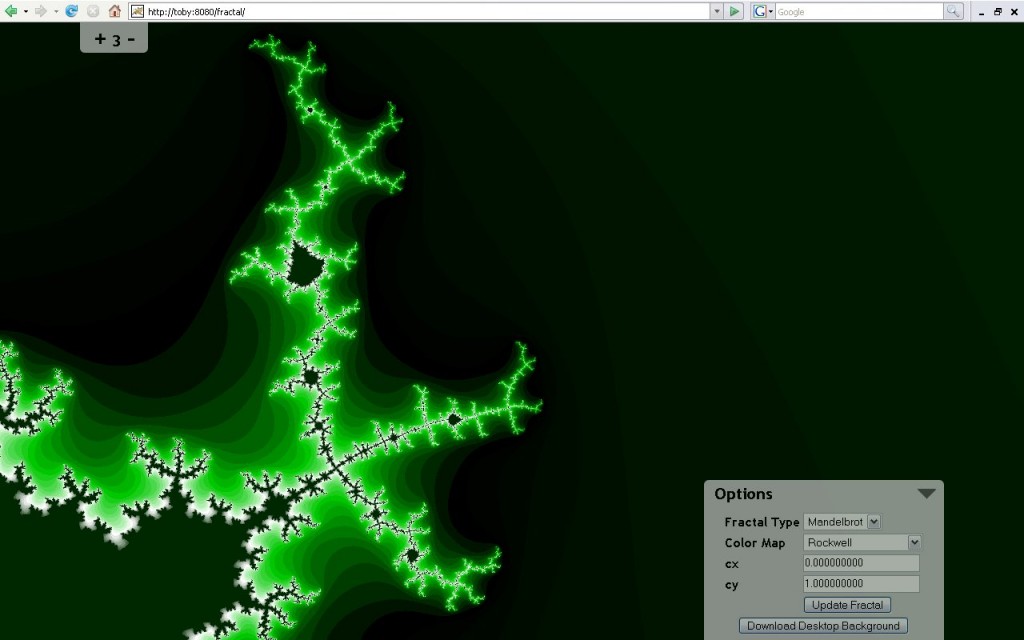 http://toby:8080/fractal/
G Google
+ 3 -
Options
Fractal Type Mandelbrot
Color Map Rockwell
cx 0.000000000
cy 1.000000000
Update Fractal
Download Desktop Background